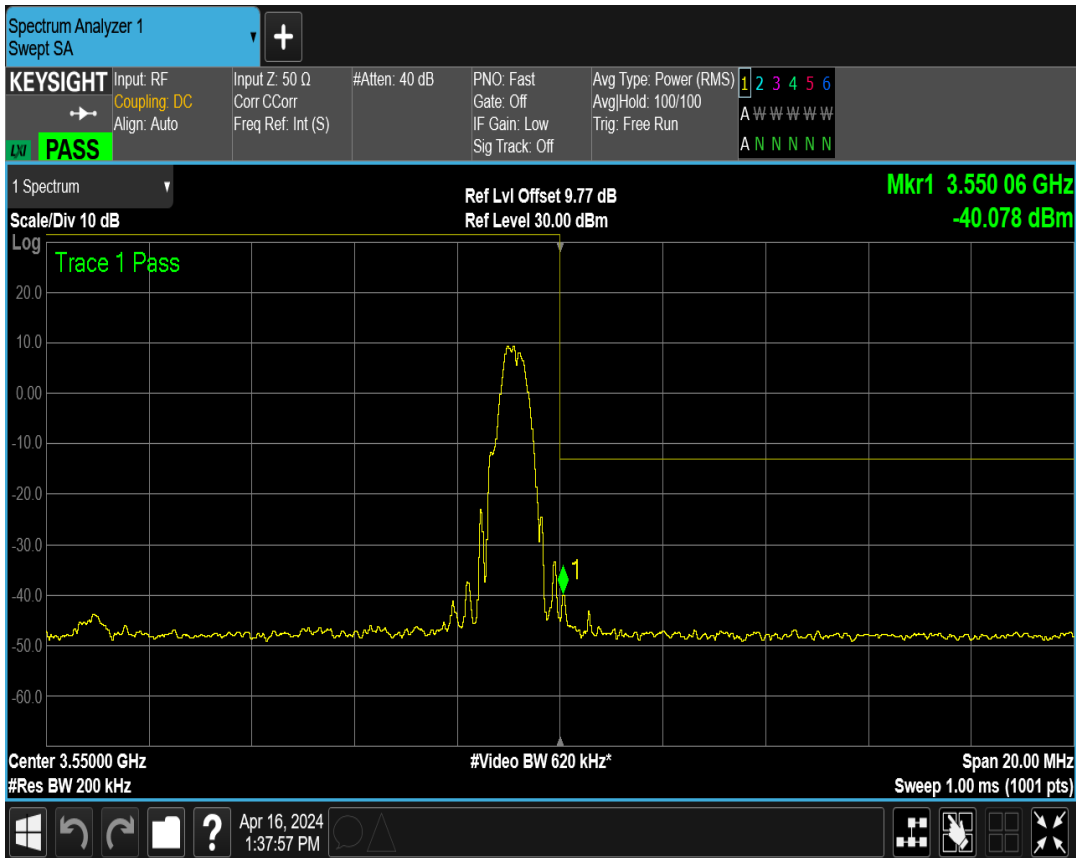 Spectrum Analyzer 1
Swept SA
+
KEYSIGHT
LXI PASS
Input: RF
Coupling: DC
Align: Auto
Input Z: 50 Ω
Corr CCorr
Freq Ref: Int (S)
#Atten: 40 dB
PNO: Fast
Gate: Off
IF Gain: Low
Sig Track: Off
Avg Type: Power (RMS)
Avg|Hold: 100/100
Trig: Free Run
1 2 3 4 5 6
A W W W W W
A N N N N N
1 Spectrum
Scale/Div 10 dB
Ref Lvl Offset 9.77 dB
Ref Level 30.00 dBm
Mkr1 3.550 06 GHz
-40.078 dBm
Log
Trace 1 Pass
20.0
10.0
0.00
-10.0
-20.0
-30.0
1
-40.0
-50.0
-60.0
Center 3.55000 GHz
#Res BW 200 kHz
#Video BW 620 kHz*
Span 20.00 MHz
Sweep 1.00 ms (1001 pts)
?
Apr 16, 2024
1:37:57 PM